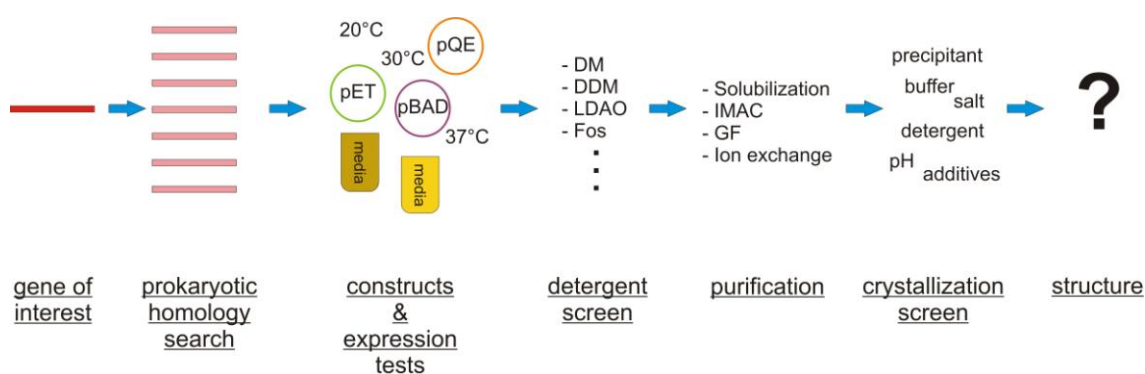 20°C
pQE
30°C
pET
pBAD
37°C
media
media
- DM
- DDM
- LDAO
- Fos
- Solubilization
- IMAC
- GF
- Ion exchange
precipitant
buffer
salt
detergent
pH
additives
?
gene of
interest
prokaryotic
homology
search
constructs
&
expression
tests
detergent
screen
purification
crystallization
screen
structure